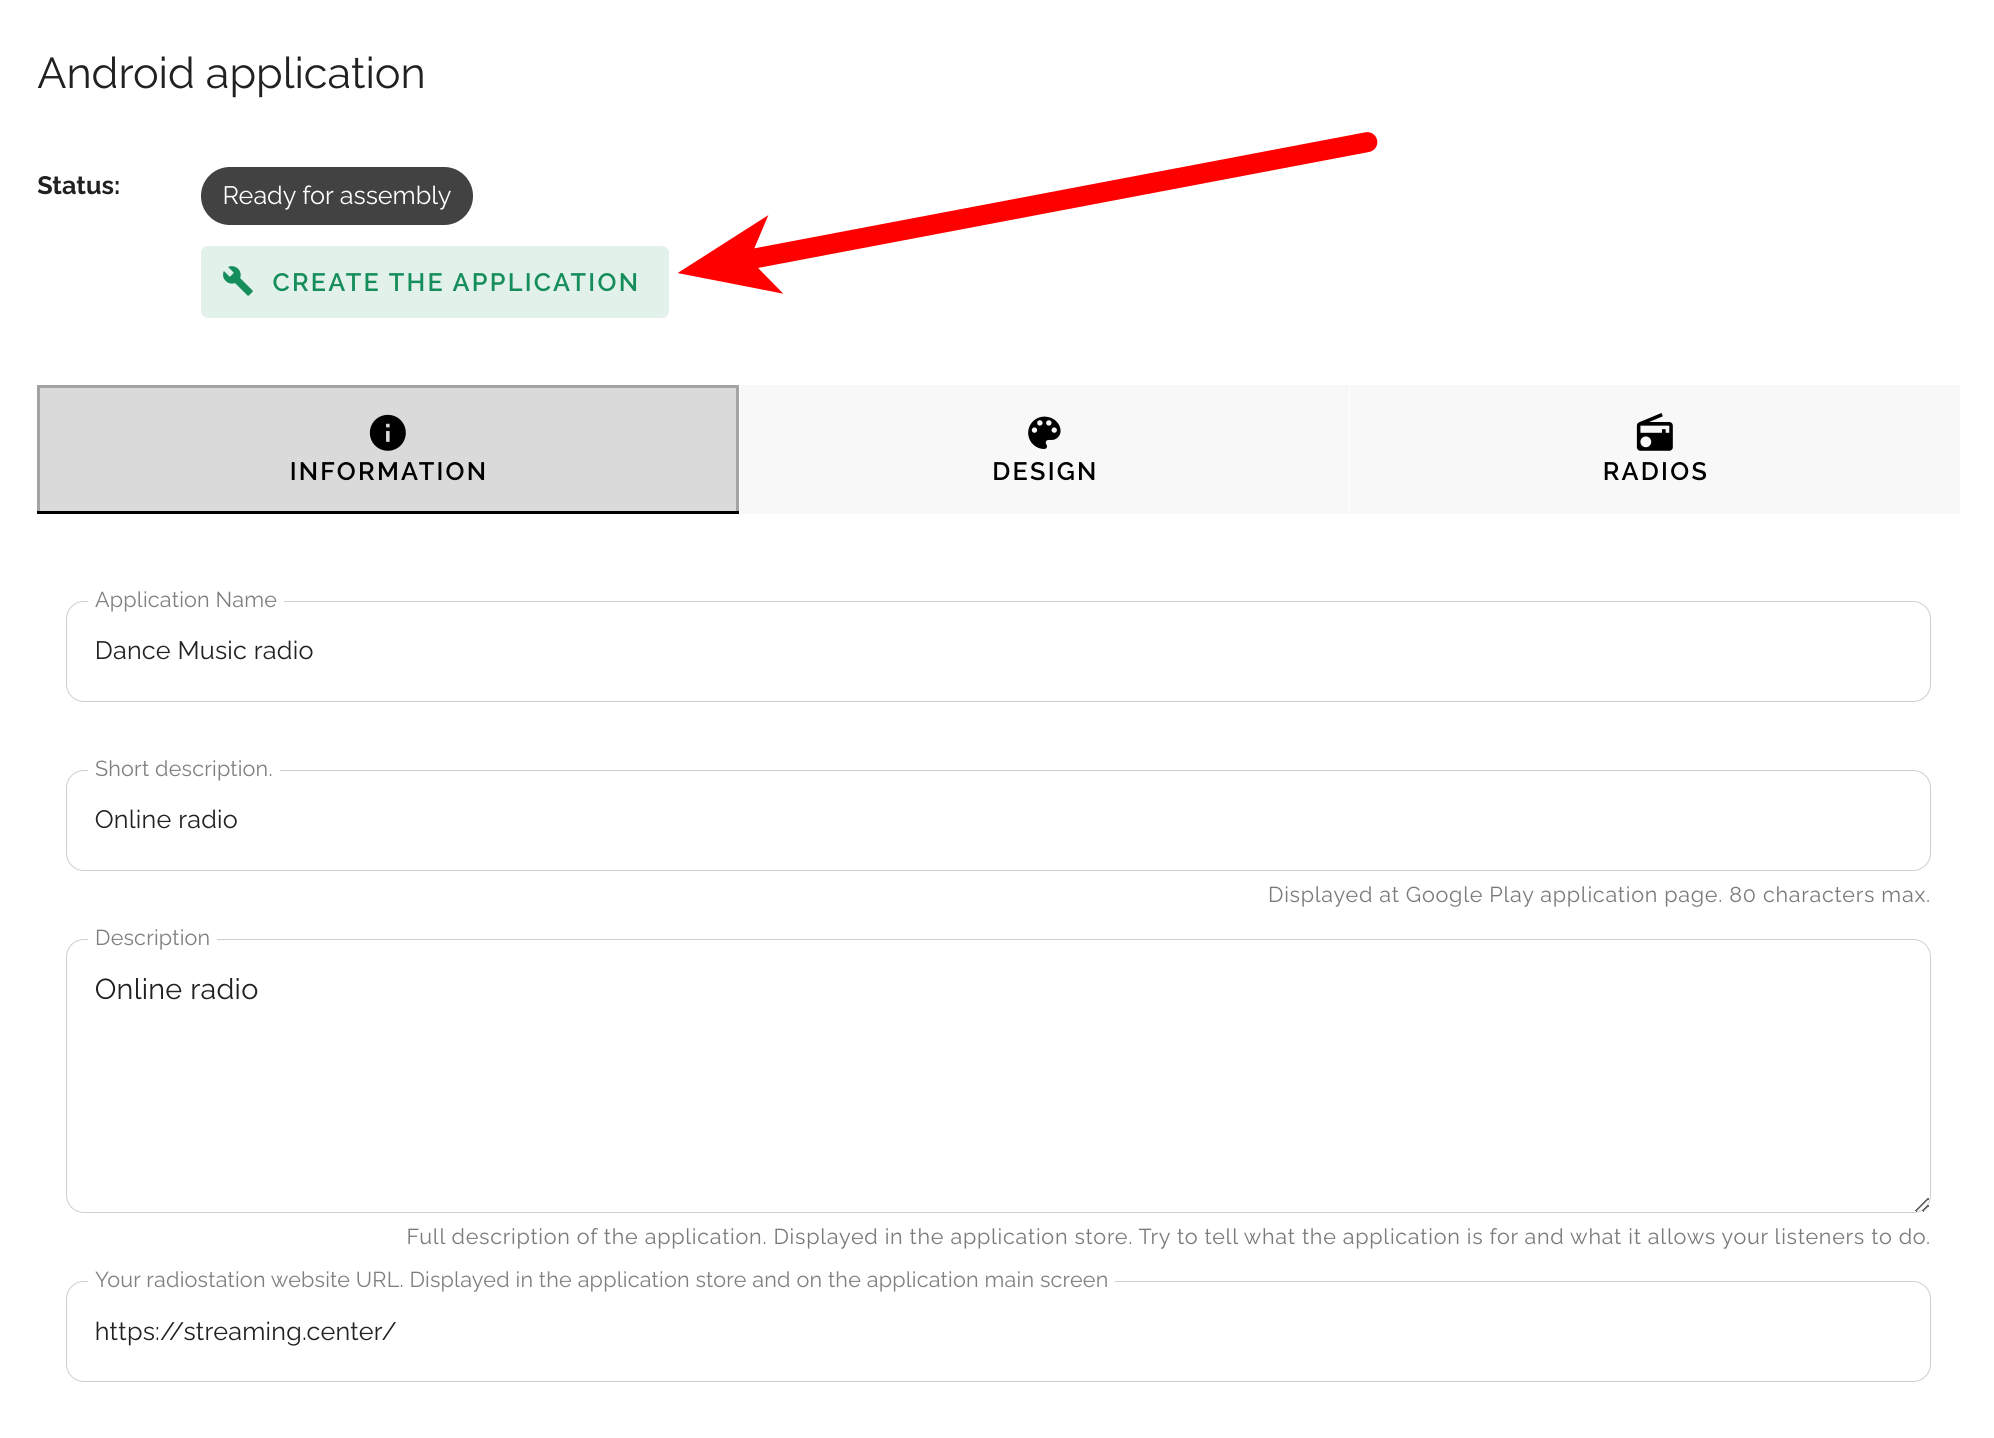 Android application
Status:
Ready for assembly
CREATE THE APPLICATION
INFORMATION
DESIGN
RADIOS
Application Name
Dance Music radio
Short description.
Online radio
Displayed at Google Play application page. 80 characters max.
Description
Online radio
Full description of the application. Displayed in the application store. Try to tell what the application is for and what it allows your listeners to do.
Your radiostation website URL. Displayed in the application store and on the application main screen
https://streaming.center/